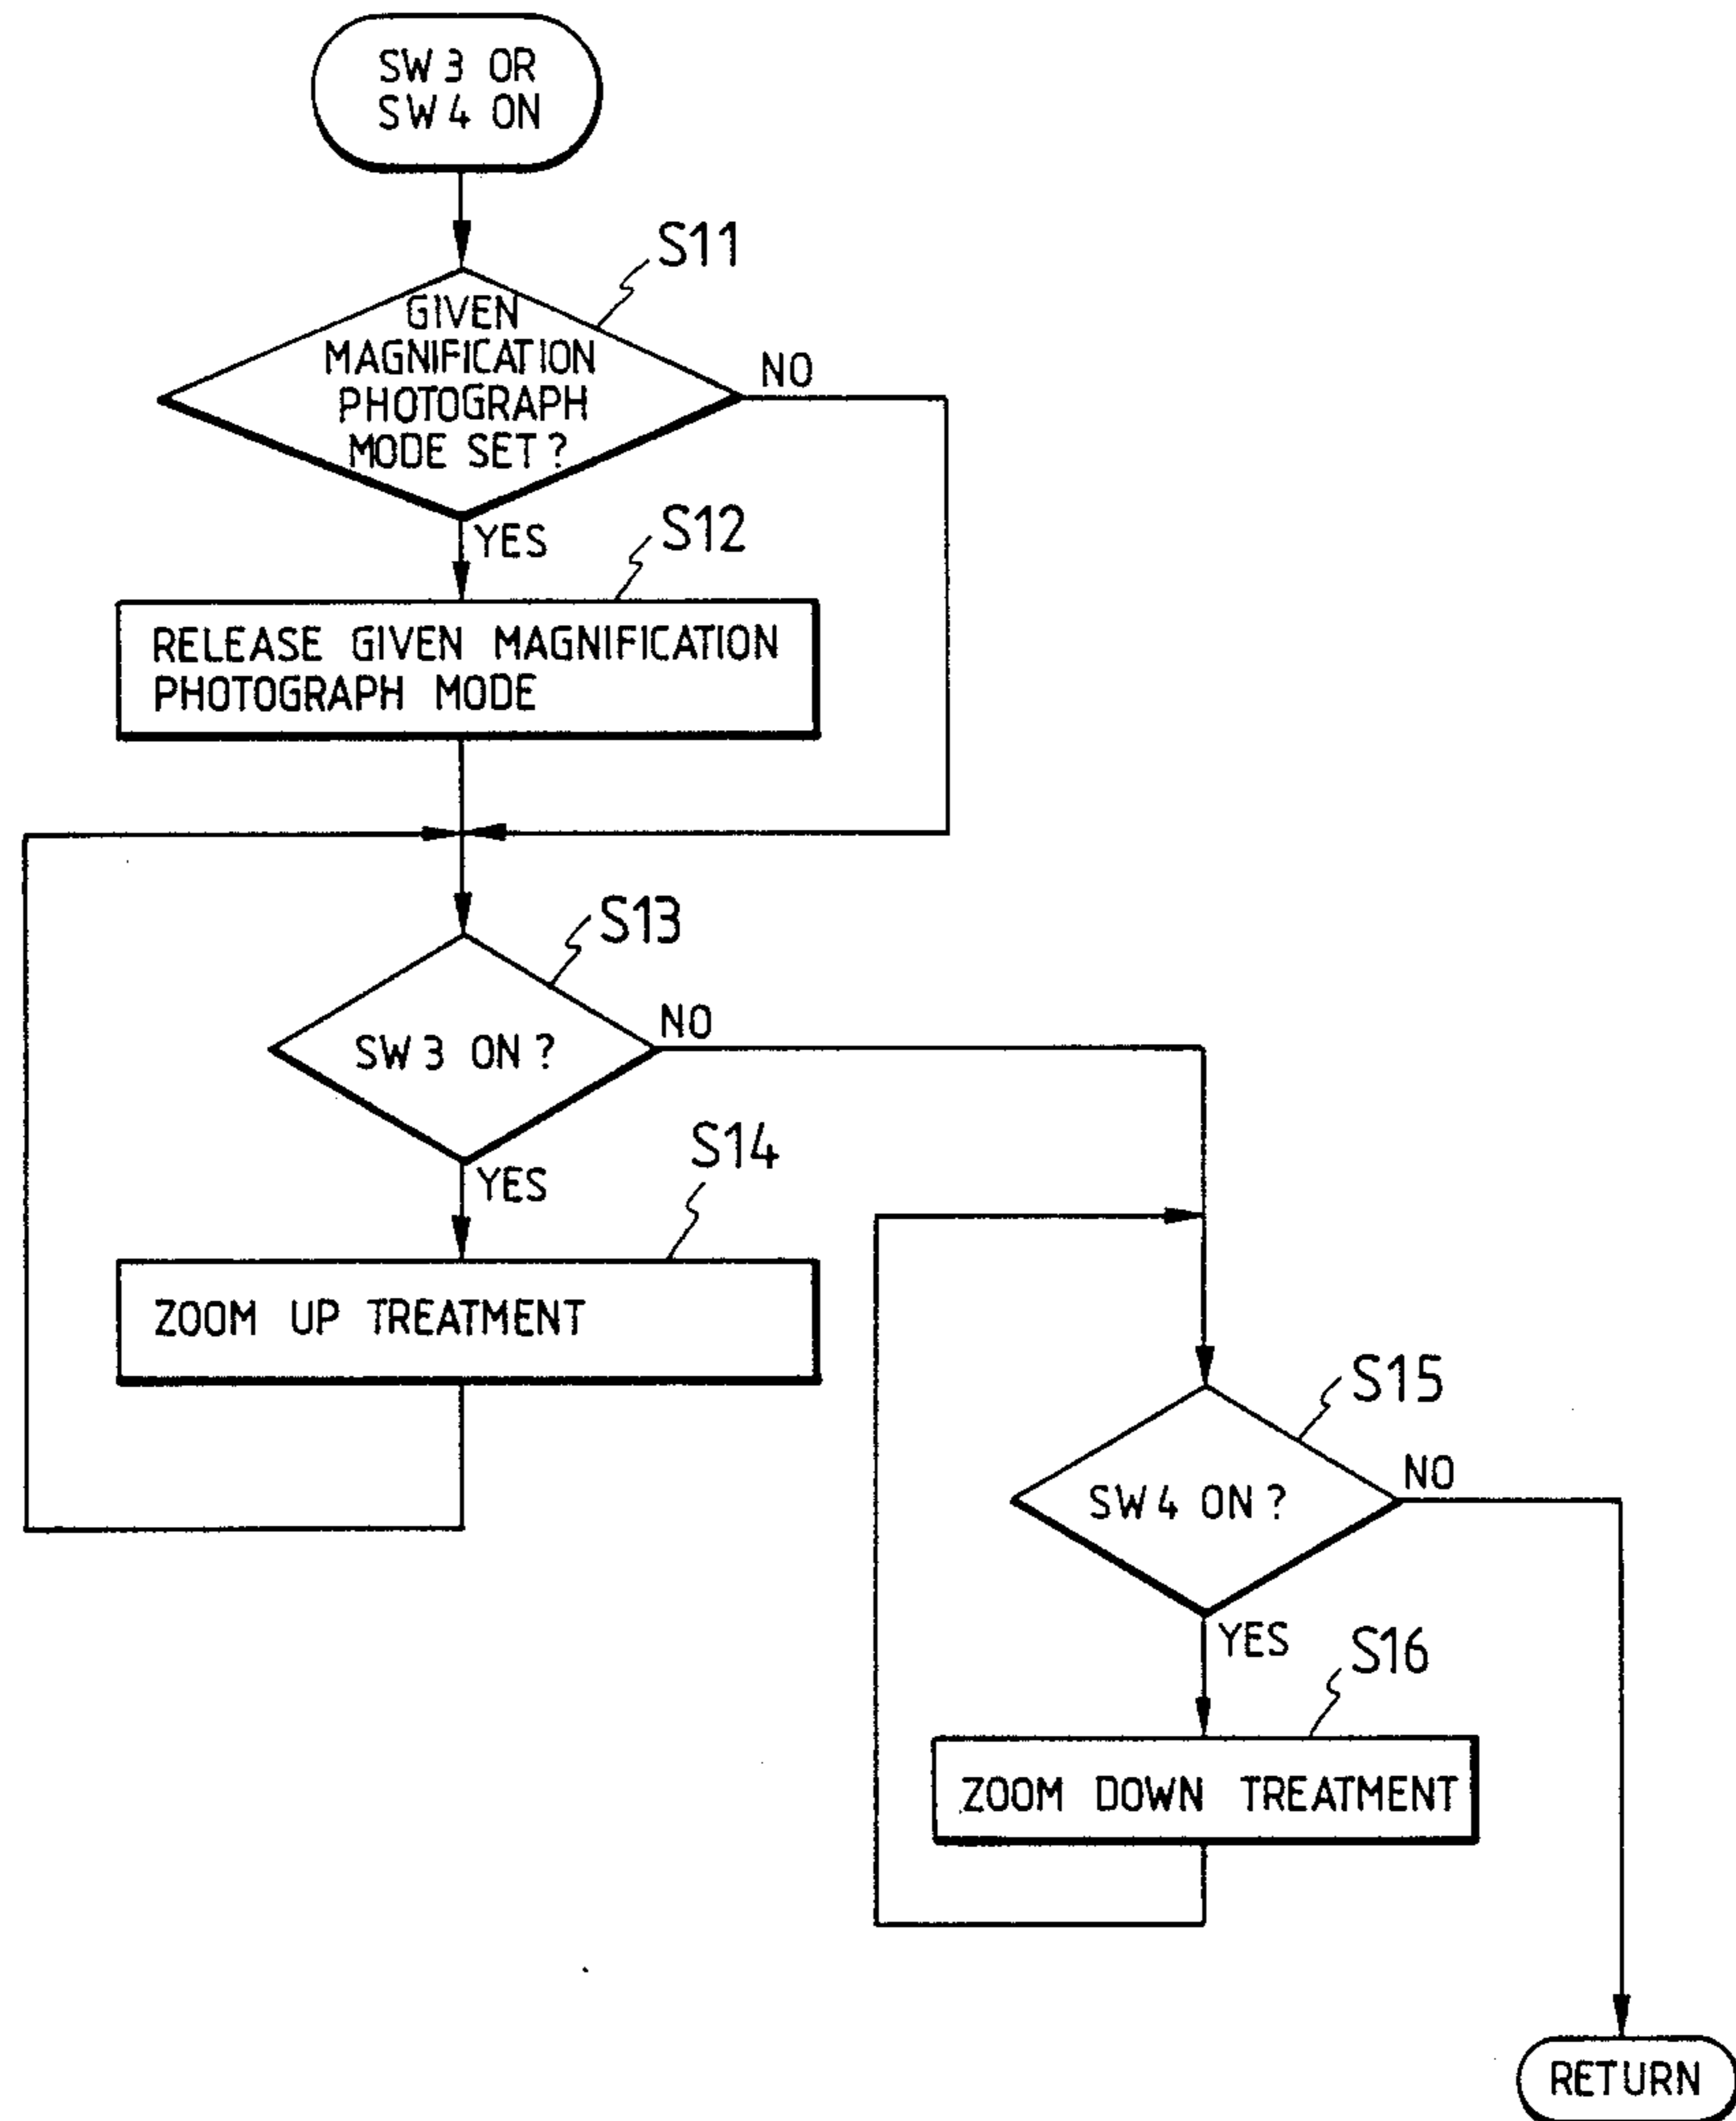 SW3 OR
SW4 ON
S11
GIVEN
MAGNIFICATION
PHOTOGRAPH
MODE SET?
NO
YES
S12
RELEASE GIVEN MAGNIFICATION
PHOTOGRAPH MODE
S13
SW3 ON?
NO
YES
S14
ZOOM UP TREATMENT
S15
SW4 ON?
NO
YES
S16
ZOOM DOWN TREATMENT
RETURN